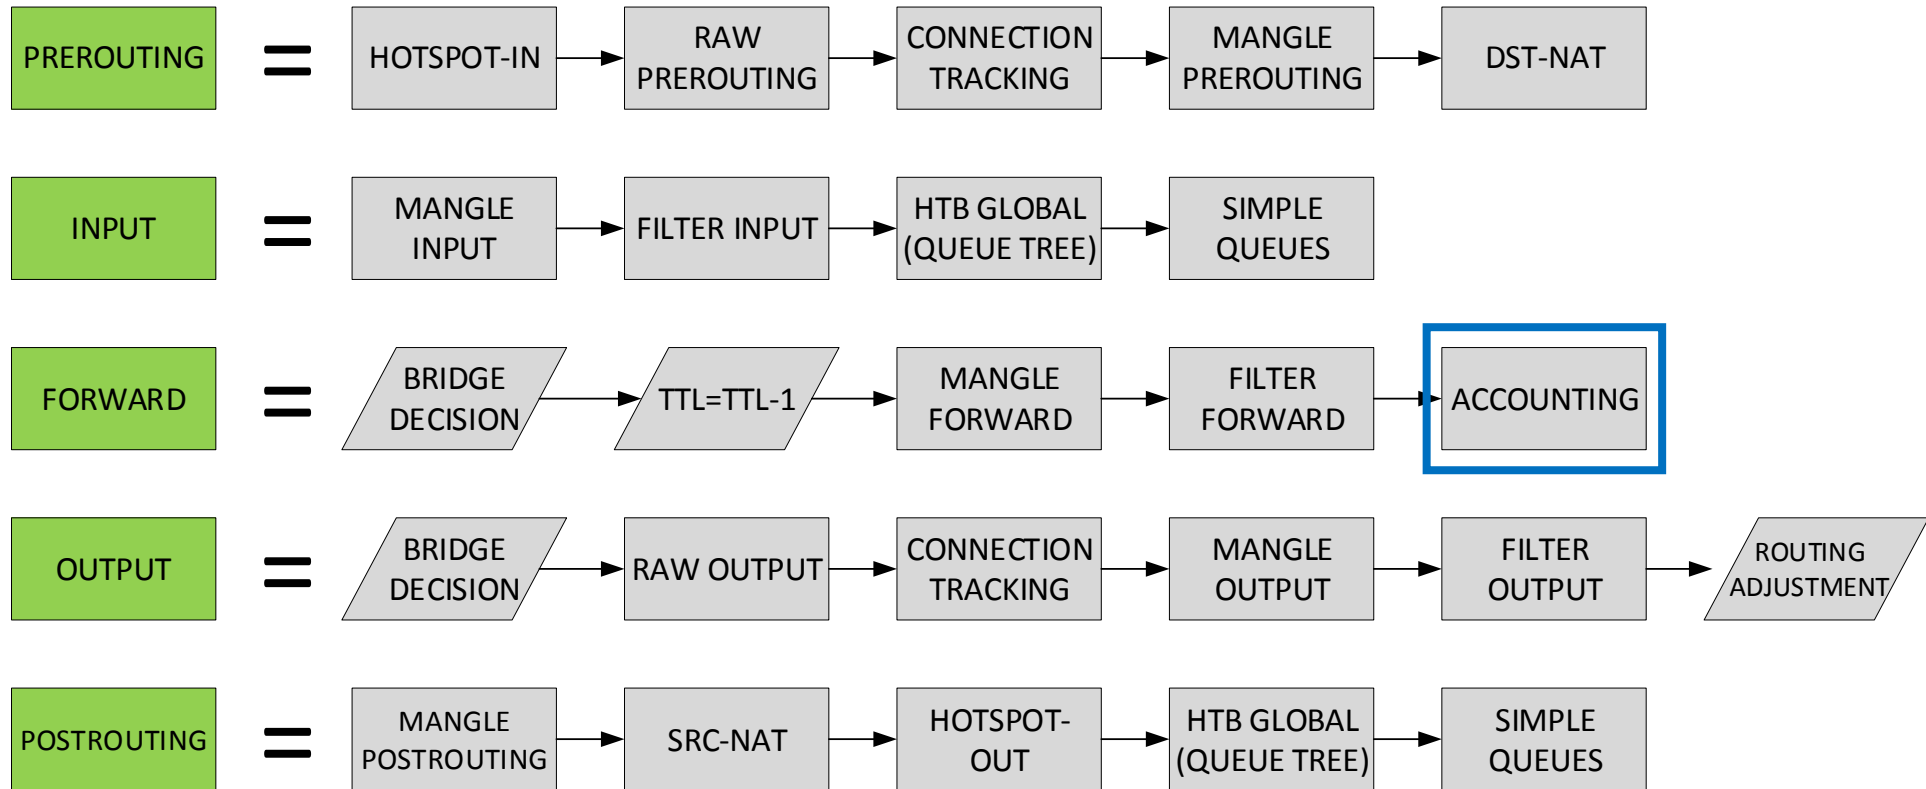 PREROUTING = HOTSPOT-IN RAW PREROUTING CONNECTION TRACKING MANGLE PREROUTING DST-NAT
INPUT = MANGLE INPUT FILTER INPUT HTB GLOBAL (QUEUE TREE) SIMPLE QUEUES
FORWARD = BRIDGE DECISION TTL=TTL-1 MANGLE FORWARD FILTER FORWARD ACCOUNTING
OUTPUT = BRIDGE DECISION RAW OUTPUT CONNECTION TRACKING MANGLE OUTPUT FILTER OUTPUT ROUTING ADJUSTMENT
POSTROUTING = MANGLE POSTROUTING SRC-NAT HOTSPOT-OUT HTB GLOBAL (QUEUE TREE) SIMPLE QUEUES